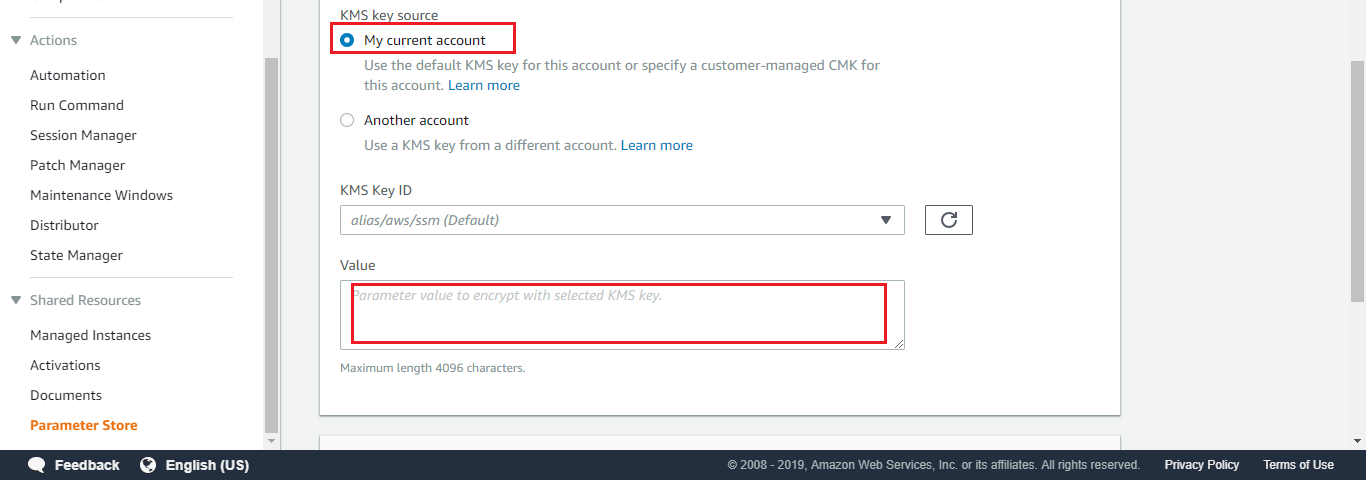 Actions
Automation
Run Command
Session Manager
Patch Manager
Maintenance Windows
Distributor
State Manager
Shared Resources
Managed Instances
Activations
Documents
Parameter Store
KMS key source
My current account
Use the default KMS key for this account or specify a customer-managed CMK for
this account. Learn more
Another account
Use a KMS key from a different account. Learn more
KMS Key ID
alias/aws/ssm (Default)
Value
Parameter value to encrypt with selected KMS key.
Maximum length 4096 characters.
Feedback English (US) © 2008 - 2019, Amazon Web Services, Inc. or its affiliates. All rights reserved. Privacy Policy Terms of Use